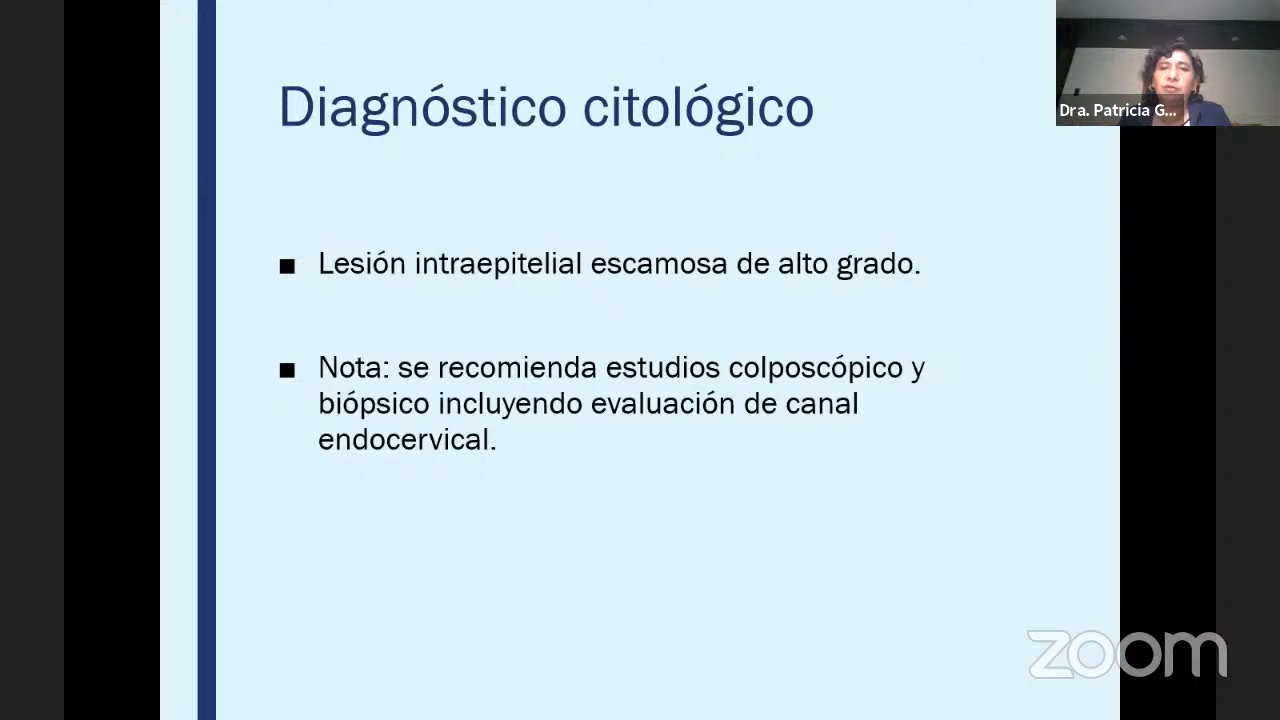 Diagnóstico citológico
Dra. Patricia G...
■ Lesión intraepitelial escamosa de alto grado.
■ Nota: se recomienda estudios colposcópico y
biópsico incluyendo evaluación de canal
endocervical.
zoom